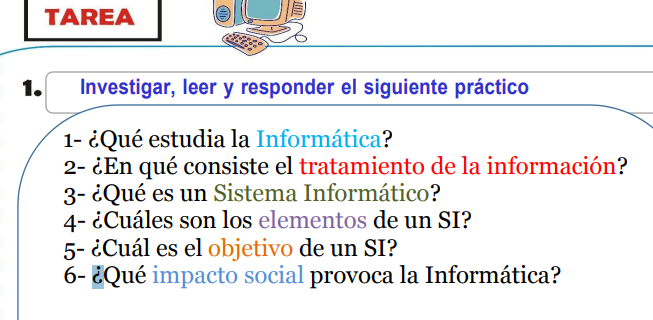 TAREA
1. Investigar, leer y responder el siguiente práctico
1- ¿Qué estudia la Informática?
2- ¿En qué consiste el tratamiento de la información?
3- ¿Qué es un Sistema Informático?
4- ¿Cuáles son los elementos de un SI?
5- ¿Cuál es el objetivo de un SI?
6- ¿Qué impacto social provoca la Informática?